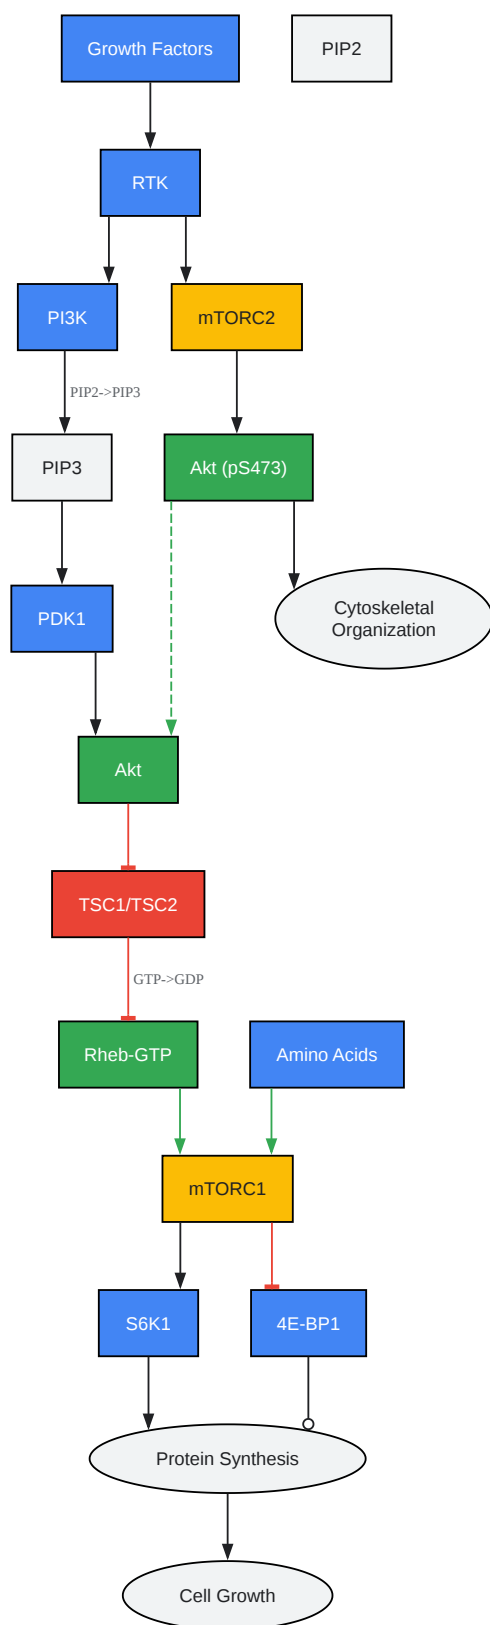 Growth Factors
PIP2
RTK
PI3K
mTORC2
PIP2->PIP3
PIP3
Akt (pS473)
PDK1
Cytoskeletal
Organization
Akt
TSC1/TSC2
GTP->GDP
Rheb-GTP
Amino Acids
mTORC1
S6K1
4E-BP1
Protein Synthesis
Cell Growth